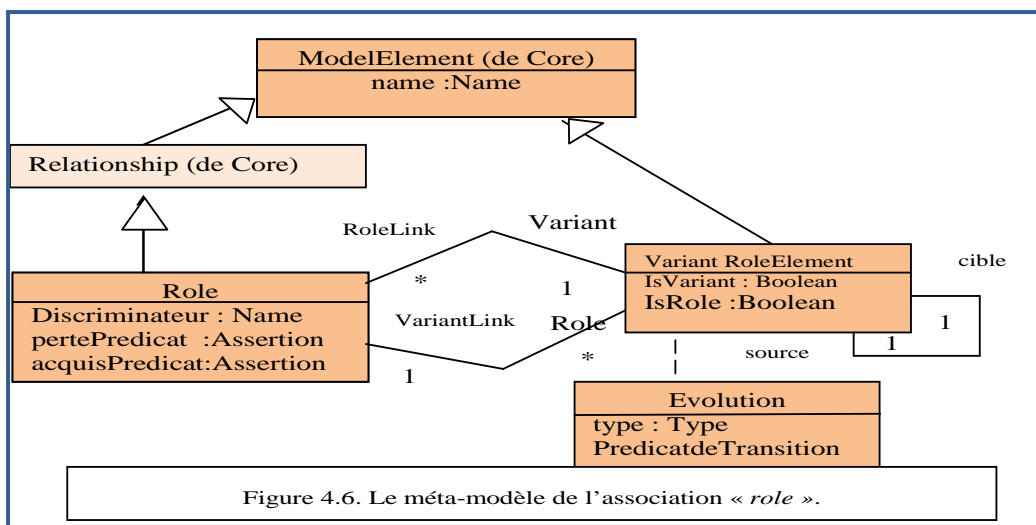 ModelElement (de Core)
name :Name
Relationship (de Core)
RoleLink
Variant
*
1
Role
Discriminateur : Name
pertePredicat :Assertion
acquisPredicat:Assertion
VariantLink
Role
1
*
Variant RoleElement
IsVariant : Boolean
IsRole :Boolean
cible
1
1
source
Evolution
type : Type
PredicatdeTransition
Figure 4.6. Le méta-modèle de l’association « role ».